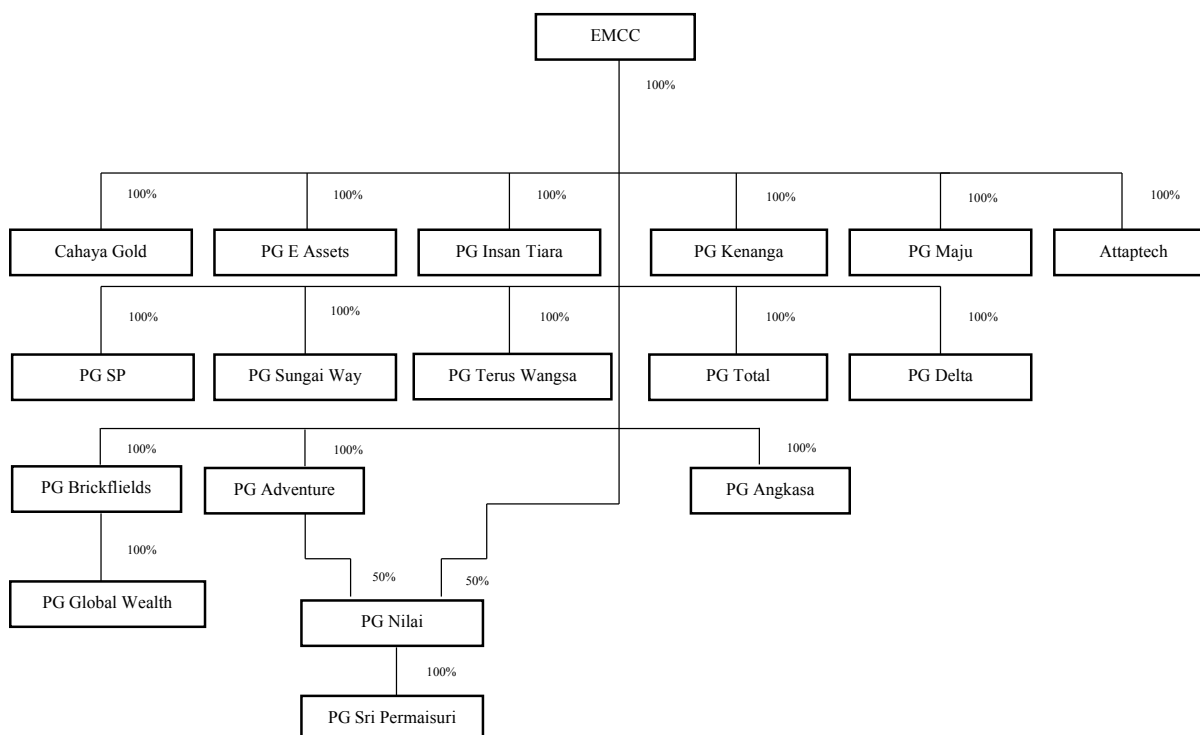 EMCC
100%
100% 100% 100% 100% 100% 100%
Cahaya Gold PG E Assets PG Insan Tiara PG Kenanga PG Maju Attaptech
100% 100% 100% 100% 100%
PG SP PG Sungai Way PG Terus Wangsa PG Total PG Delta
100% 100% 100%
PG Brickflields PG Adventure PG Angkasa
100%
50% 50%
PG Global Wealth
PG Nilai
100%
PG Sri Permaisuri